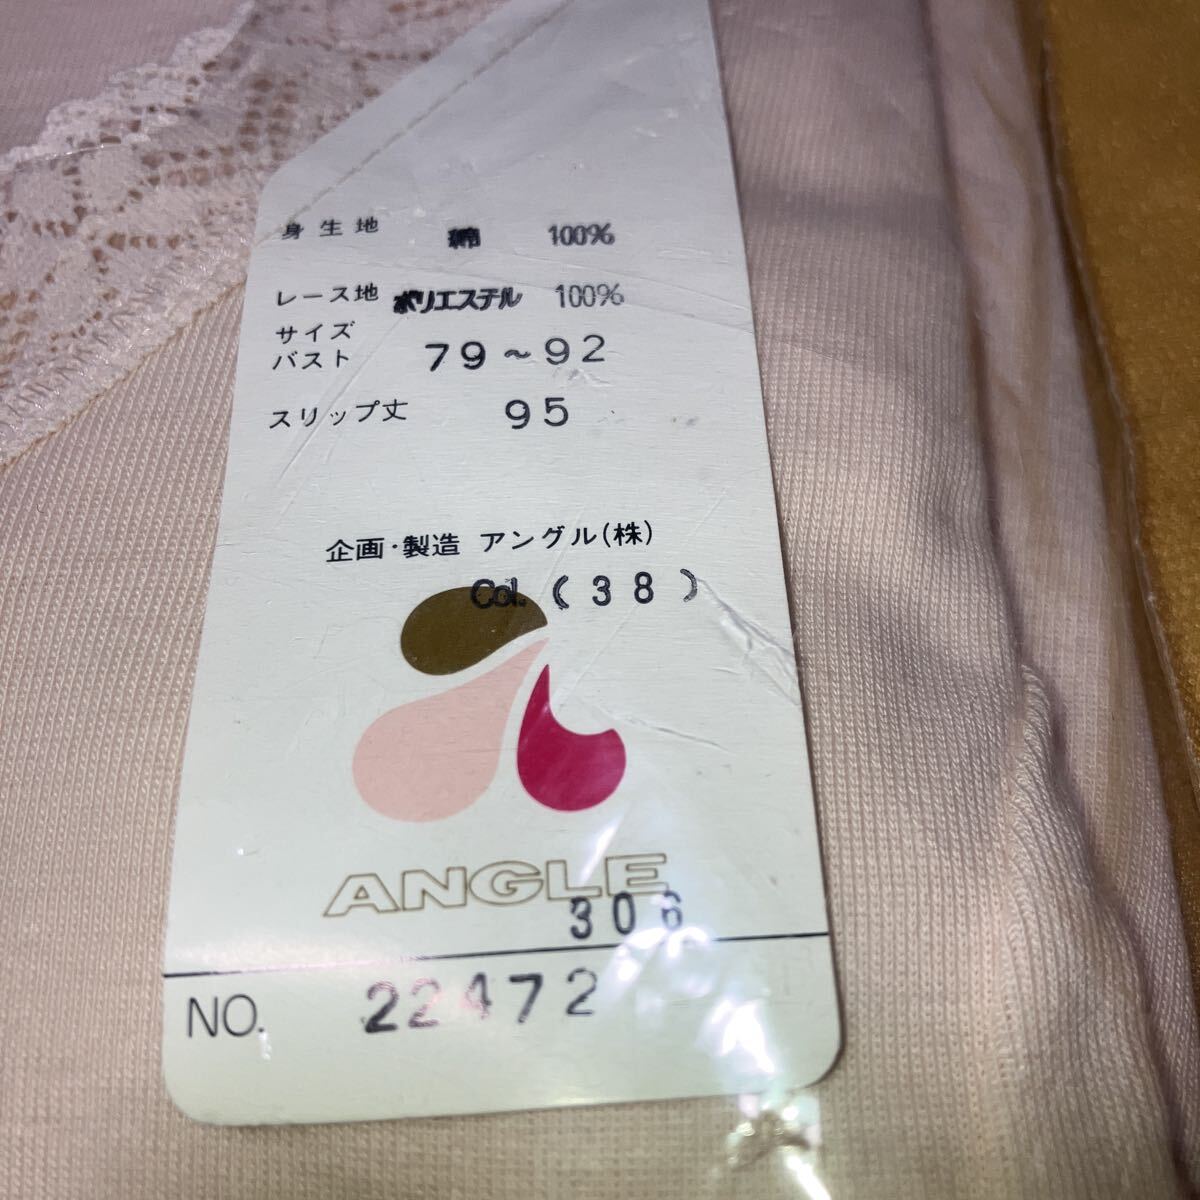 身生地 綿 100%
レース地 ポリエステル 100%
サイズ
バスト 79~92
スリップ丈 95
企画・製造 アングル(株)
Col. ( 38 )
ANGLE
306
NO. 22472